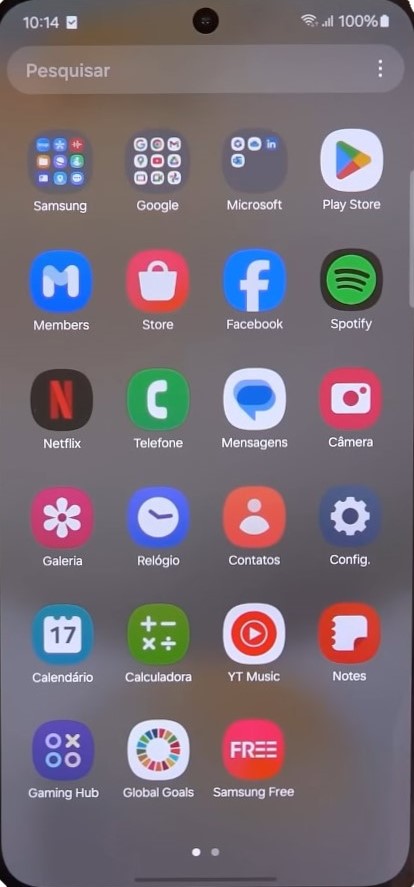 10:14 100%
Pesquisar
Samsung Google Microsoft Play Store
Members Store Facebook Spotify
N
Netflix Telefone Mensagens Câmera
Galeria Relógio Contatos Config.
17
Calendário Calculadora YT Music Notes
FREE
Gaming Hub Global Goals Samsung Free